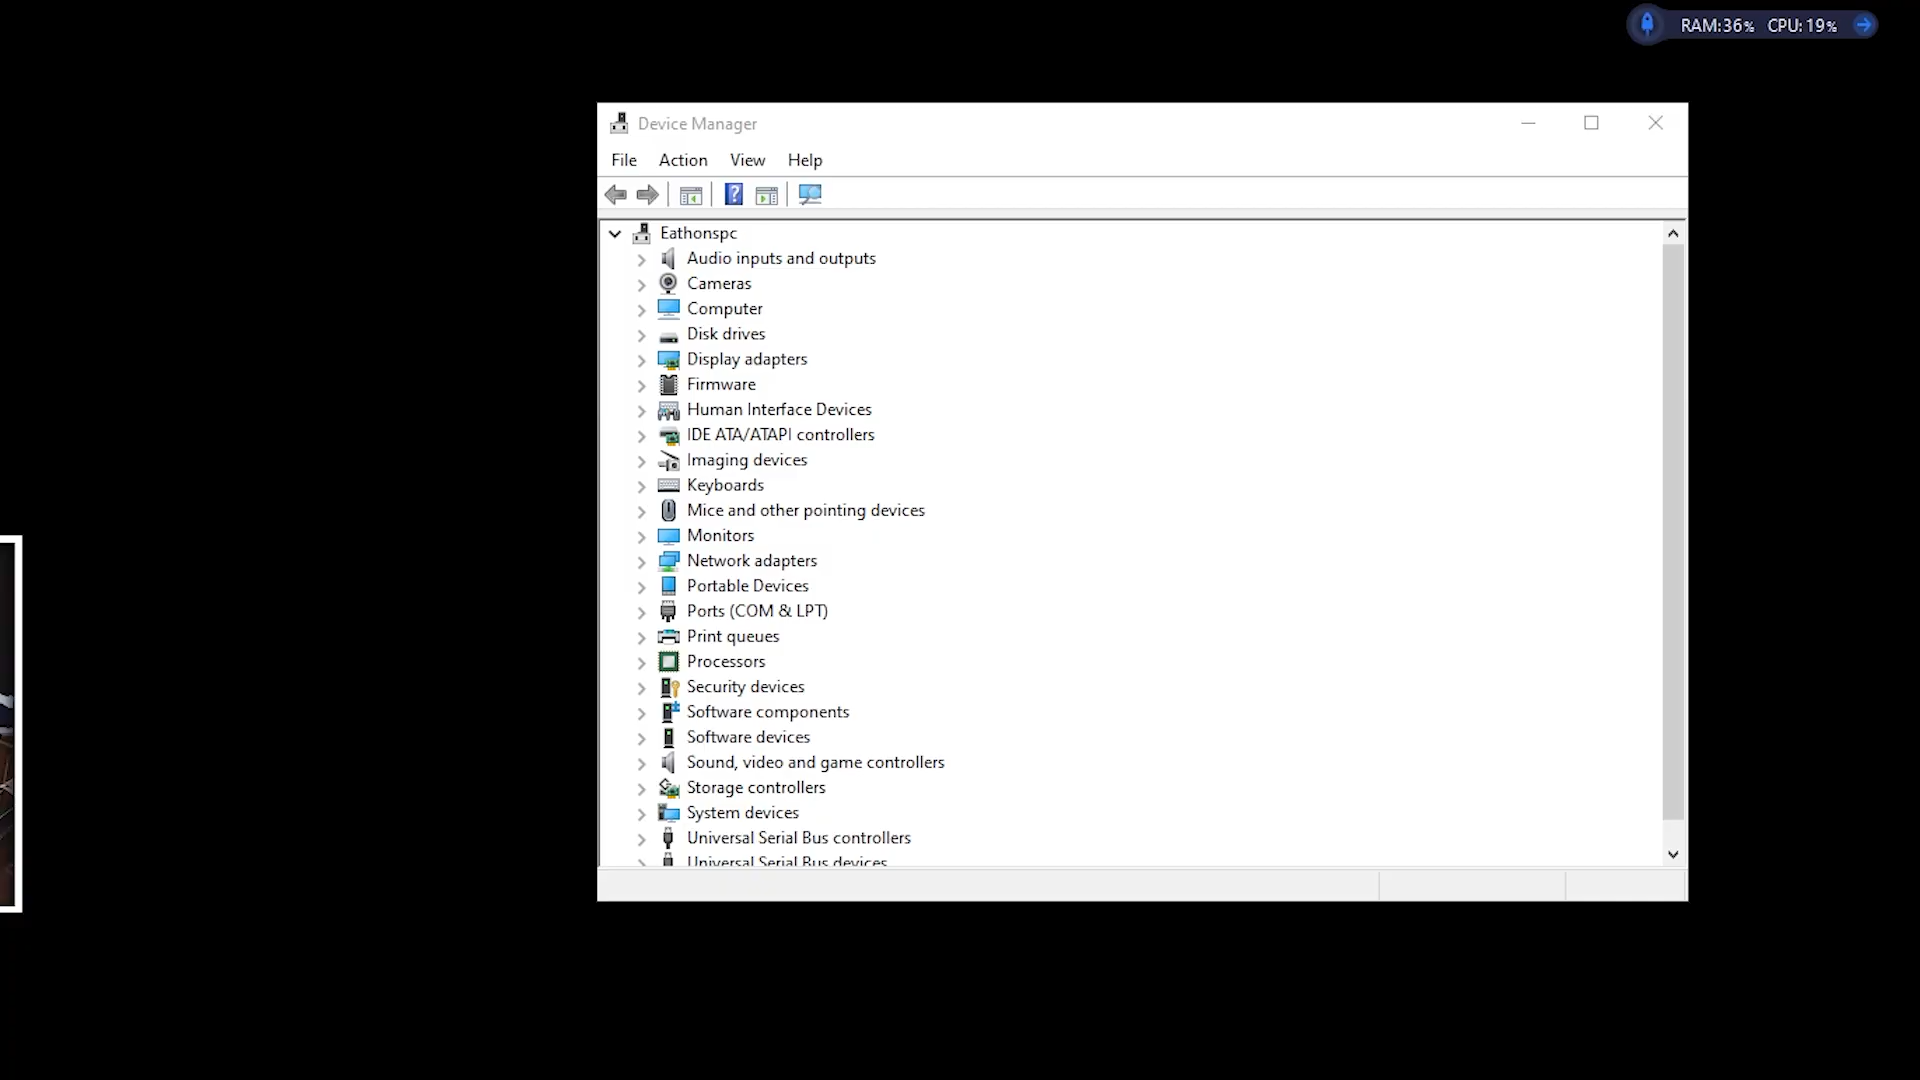 RAM:36% CPU:19%
Device Manager
File Action View Help
Eathonspc
Audio inputs and outputs
Cameras
Computer
Disk drives
Display adapters
Firmware
Human Interface Devices
IDE ATA/ATAPI controllers
Imaging devices
Keyboards
Mice and other pointing devices
Monitors
Network adapters
Portable Devices
Ports (COM & LPT)
Print queues
Processors
Security devices
Software components
Software devices
Sound, video and game controllers
Storage controllers
System devices
Universal Serial Bus controllers
Universal Serial Bus devices